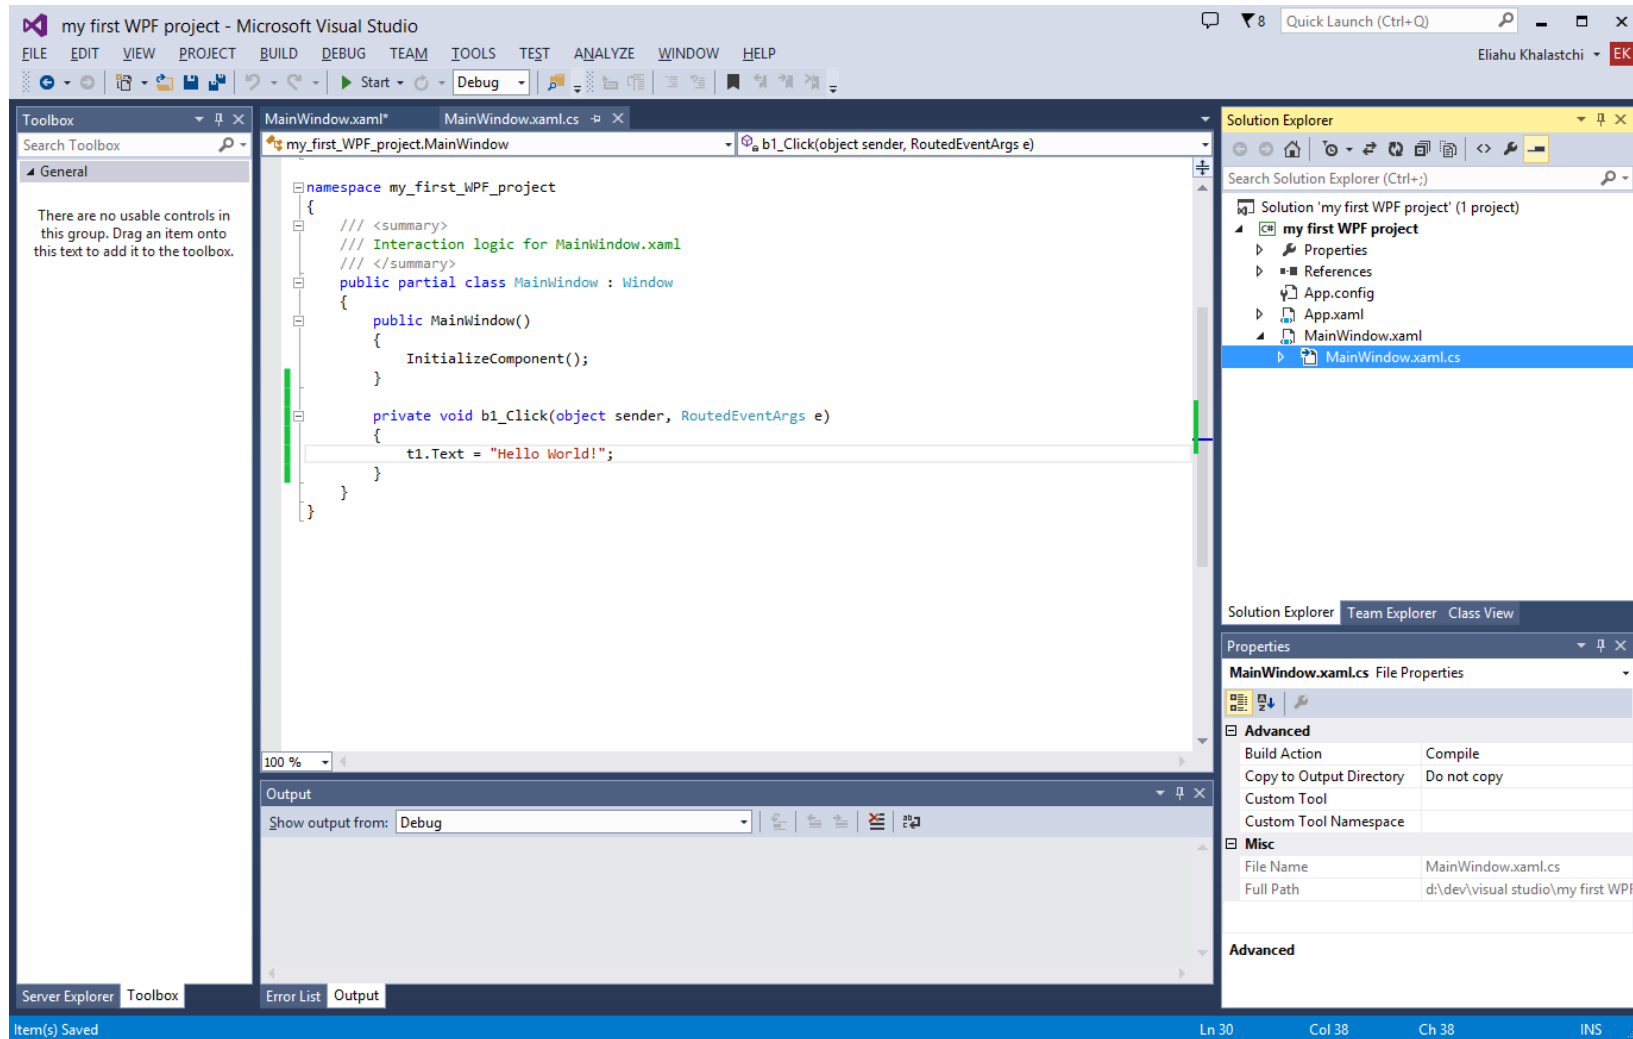 my first WPF project - Microsoft Visual Studio
8
Quick Launch (Ctrl+Q)
FILE EDIT VIEW PROJECT BUILD DEBUG TEAM TOOLS TEST ANALYZE WINDOW HELP
Eliahu Khalastchi
EK
Start
Debug
Toolbox
Search Toolbox
General
There are no usable controls in
this group. Drag an item onto
this text to add it to the toolbox.
Server Explorer
Toolbox
MainWindow.xaml*
MainWindow.xaml.cs
my_first_WPF_project.MainWindow
b1_Click(object sender, RoutedEventArgs e)
namespace my_first_WPF_project
{
/// <summary>
/// Interaction logic for MainWindow.xaml
/// </summary>
public partial class MainWindow : Window
{
public MainWindow()
{
InitializeComponent();
}
private void b1_Click(object sender, RoutedEventArgs e)
{
t1.Text = "Hello World!";
}
}
}
100 %
Output
Show output from: Debug
Error List
Output
Solution Explorer
Search Solution Explorer (Ctrl+;)
Solution 'my first WPF project' (1 project)
C# my first WPF project
Properties
References
App.config
App.xaml
MainWindow.xaml
MainWindow.xaml.cs
Solution Explorer
Team Explorer
Class View
Properties
MainWindow.xaml.cs File Properties
Advanced
Build Action Compile
Copy to Output Directory Do not copy
Custom Tool
Custom Tool Namespace
Misc
File Name MainWindow.xaml.cs
Full Path d:\dev\visual studio\my first WPF
Advanced
Item(s) Saved
Ln 30
Col 38
Ch 38
INS